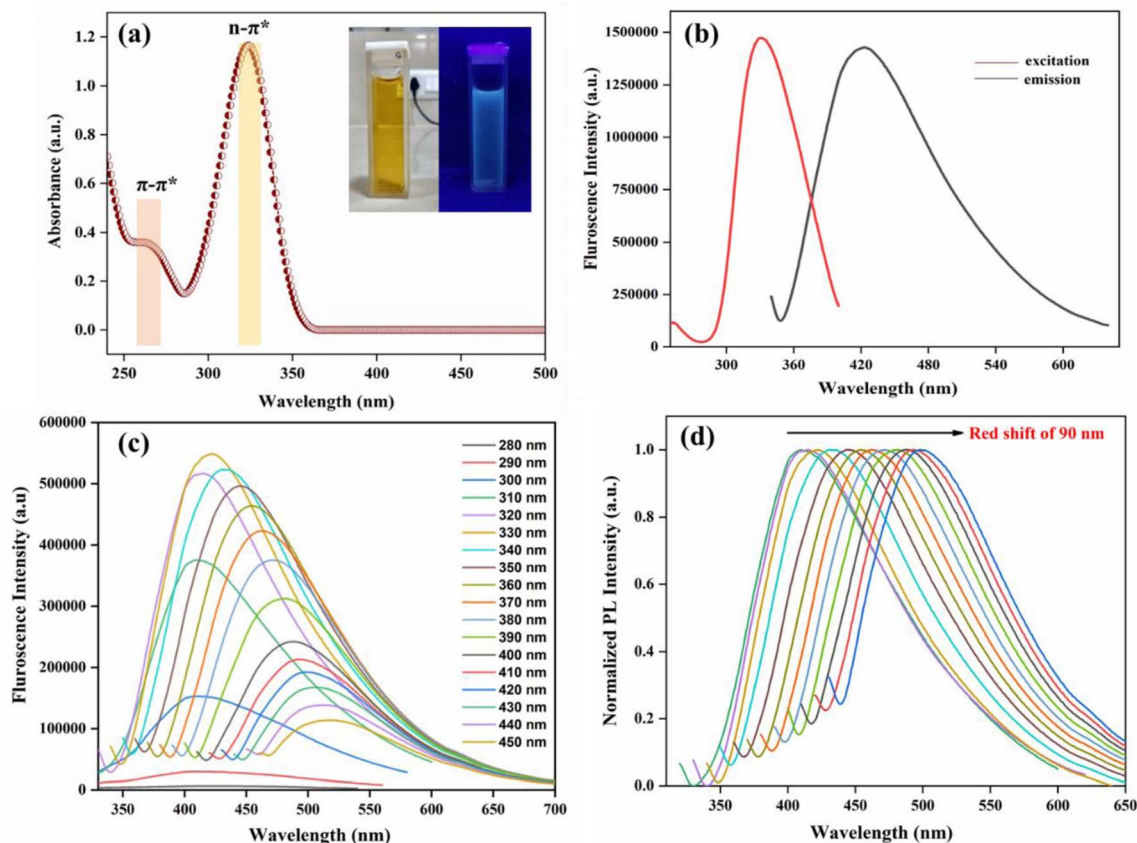 (a)
n-π*
π-π*
G
1.2
1.0
0.8
0.6
0.4
0.2
0.0
Absorbance (a.u.)
250 300 350 400 450 500
Wavelength (nm)
(b)
excitation
emission
1500000
1250000
1000000
750000
500000
250000
0
Fluroscence Intensity (a.u.)
300 360 420 480 540 600
Wavelength (nm)
(c)
600000
500000
400000
300000
200000
100000
0
Fluroscence Intensity (a.u)
280 nm
290 nm
300 nm
310 nm
320 nm
330 nm
340 nm
350 nm
360 nm
370 nm
380 nm
390 nm
400 nm
410 nm
420 nm
430 nm
440 nm
450 nm
350 400 450 500 550 600 650 700
Wavelength (nm)
(d)
Red shift of 90 nm
1.0
0.8
0.6
0.4
0.2
0.0
Normalized PL Intensity (a.u.)
350 400 450 500 550 600 650
Wavelength (nm)